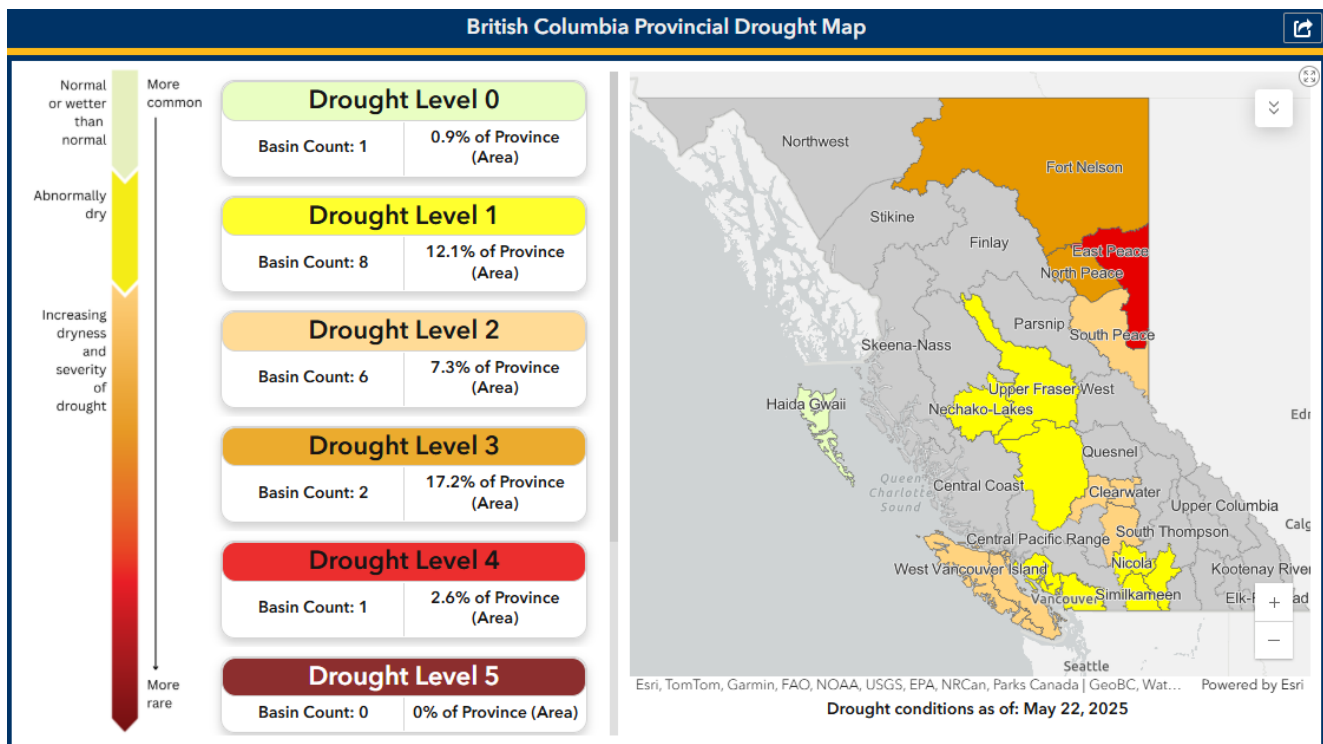 British Columbia Provincial Drought Map
Normal
or wetter
than
normal
More
common
Abnormally
dry
Increasing
dryness
and
severity
of
drought
More
rare
Drought Level 0
Basin Count: 1
0.9% of Province
(Area)
Drought Level 1
Basin Count: 8
12.1% of Province
(Area)
Drought Level 2
Basin Count: 6
7.3% of Province
(Area)
Drought Level 3
Basin Count: 2
17.2% of Province
(Area)
Drought Level 4
Basin Count: 1
2.6% of Province
(Area)
Drought Level 5
Basin Count: 0
0% of Province (Area)
Northwest
Fort Nelson
Stikine
Finlay
East Peace
North Peace
Parsnip
South Peace
Skeena-Nass
Upper Fraser West
Haida Gwaii
Nechako-Lakes
Edr
Quesnel
Queen
Charlotte
Sound
Central Coast
Clearwater
Upper Columbia
Calg
Central Pacific Range
South Thompson
West Vancouver Island
Nicola
Kootenay River
Vancouver
Similkameen
Elk-
ad
+
−
Seattle
Esri, TomTom, Garmin, FAO, NOAA, USGS, EPA, NRCan, Parks Canada | GeoBC, Wat...
Powered by Esri
Drought conditions as of: May 22, 2025